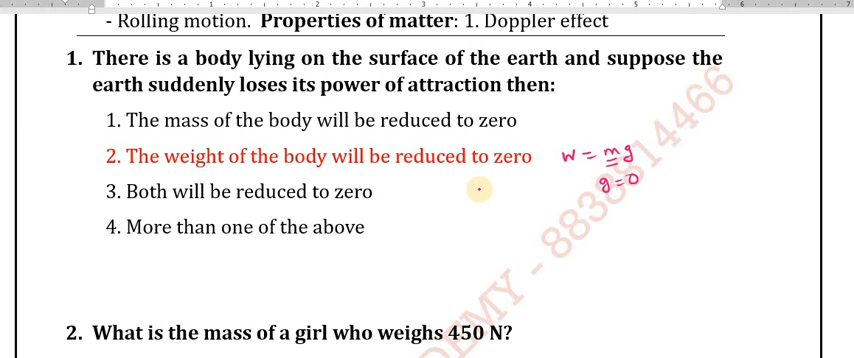 - Rolling motion. Properties of matter: 1. Doppler effect
1. There is a body lying on the surface of the earth and suppose the
earth suddenly loses its power of attraction then:
1. The mass of the body will be reduced to zero
2. The weight of the body will be reduced to zero
w = mg
3. Both will be reduced to zero
g=0
4. More than one of the above
2. What is the mass of a girl who weighs 450 N?
DEMY - 8838814466